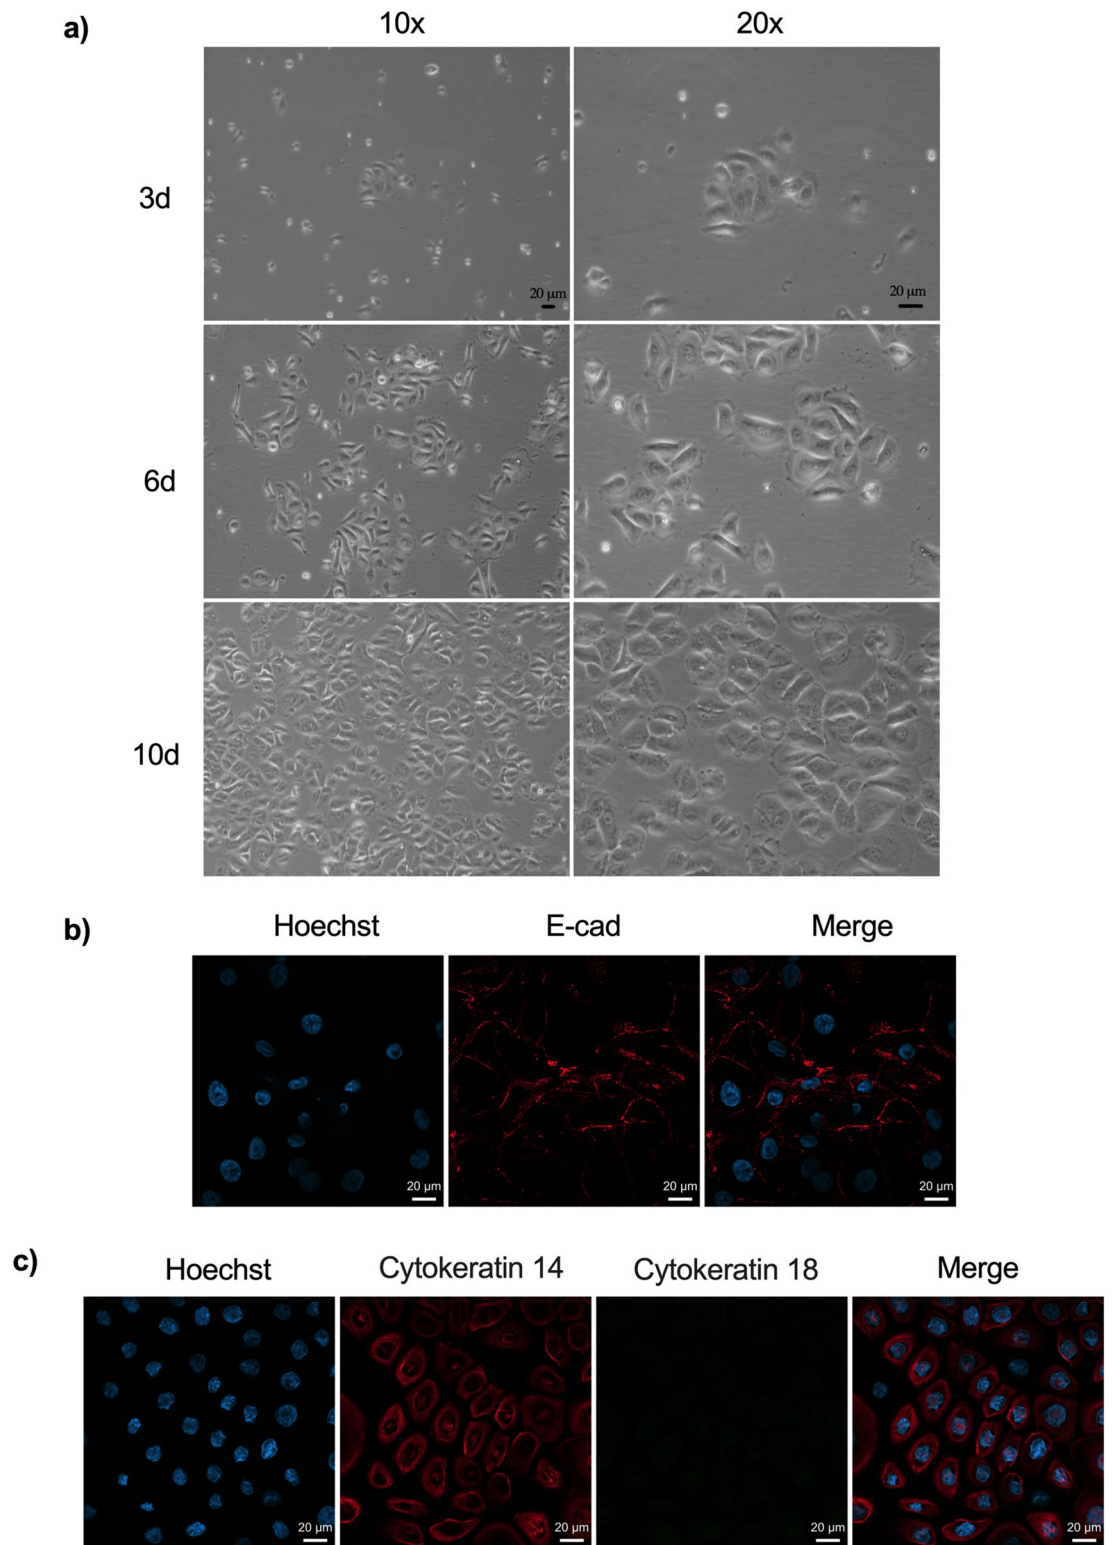 a)
10x
20x
3d
20 µm
20 µm
6d
10d
b)
Hoechst
E-cad
Merge
20 µm
20 µm
20 µm
c)
Hoechst
Cytokeratin 14
Cytokeratin 18
Merge
20 µm
20 µm
20 µm
20 µm